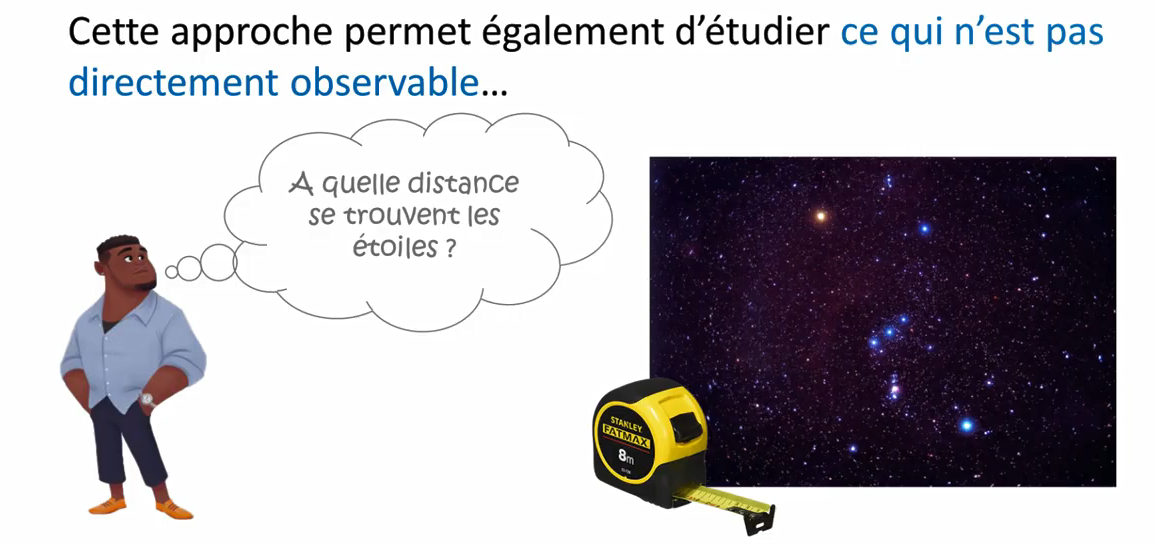 Cette approche permet également d’étudier ce qui n’est pas
directement observable…
A quelle distance
se trouvent les
étoiles ?
STANLEY
FATMAX
8m